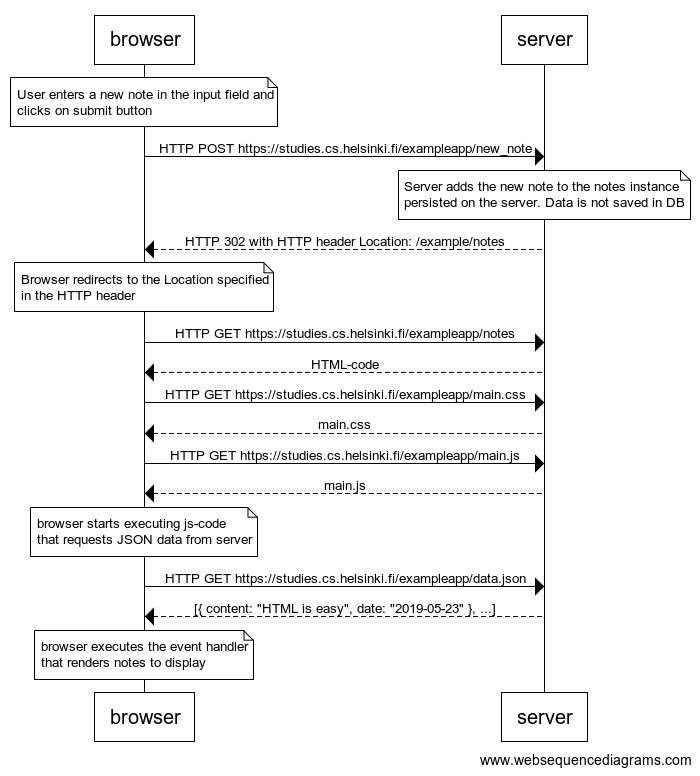 browser
server
User enters a new note in the input field and
clicks on submit button
HTTP POST https://studies.cs.helsinki.fi/exampleapp/new_note
Server adds the new note to the notes instance
persisted on the server. Data is not saved in DB
HTTP 302 with HTTP header Location: /example/notes
Browser redirects to the Location specified
in the HTTP header
HTTP GET https://studies.cs.helsinki.fi/exampleapp/notes
HTML-code
HTTP GET https://studies.cs.helsinki.fi/exampleapp/main.css
main.css
HTTP GET https://studies.cs.helsinki.fi/exampleapp/main.js
main.js
browser starts executing js-code
that requests JSON data from server
HTTP GET https://studies.cs.helsinki.fi/exampleapp/data.json
[{ content: "HTML is easy", date: "2019-05-23" }, ...]
browser executes the event handler
that renders notes to display
browser
server
www.websequencediagrams.com